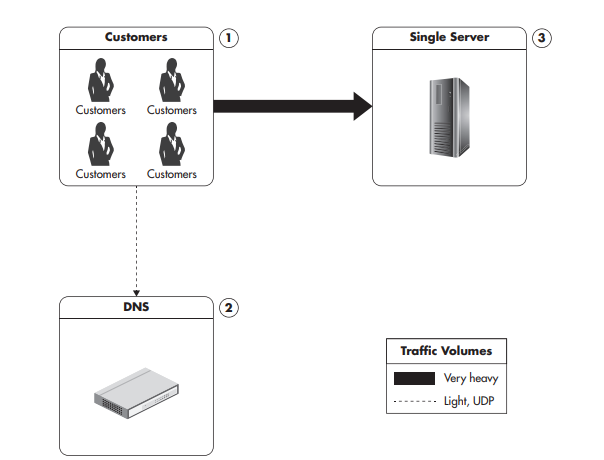 Customers
1
Single Server
3
Customers
Customers
Customers
Customers
DNS
2
Traffic Volumes
Very heavy
Light, UDP